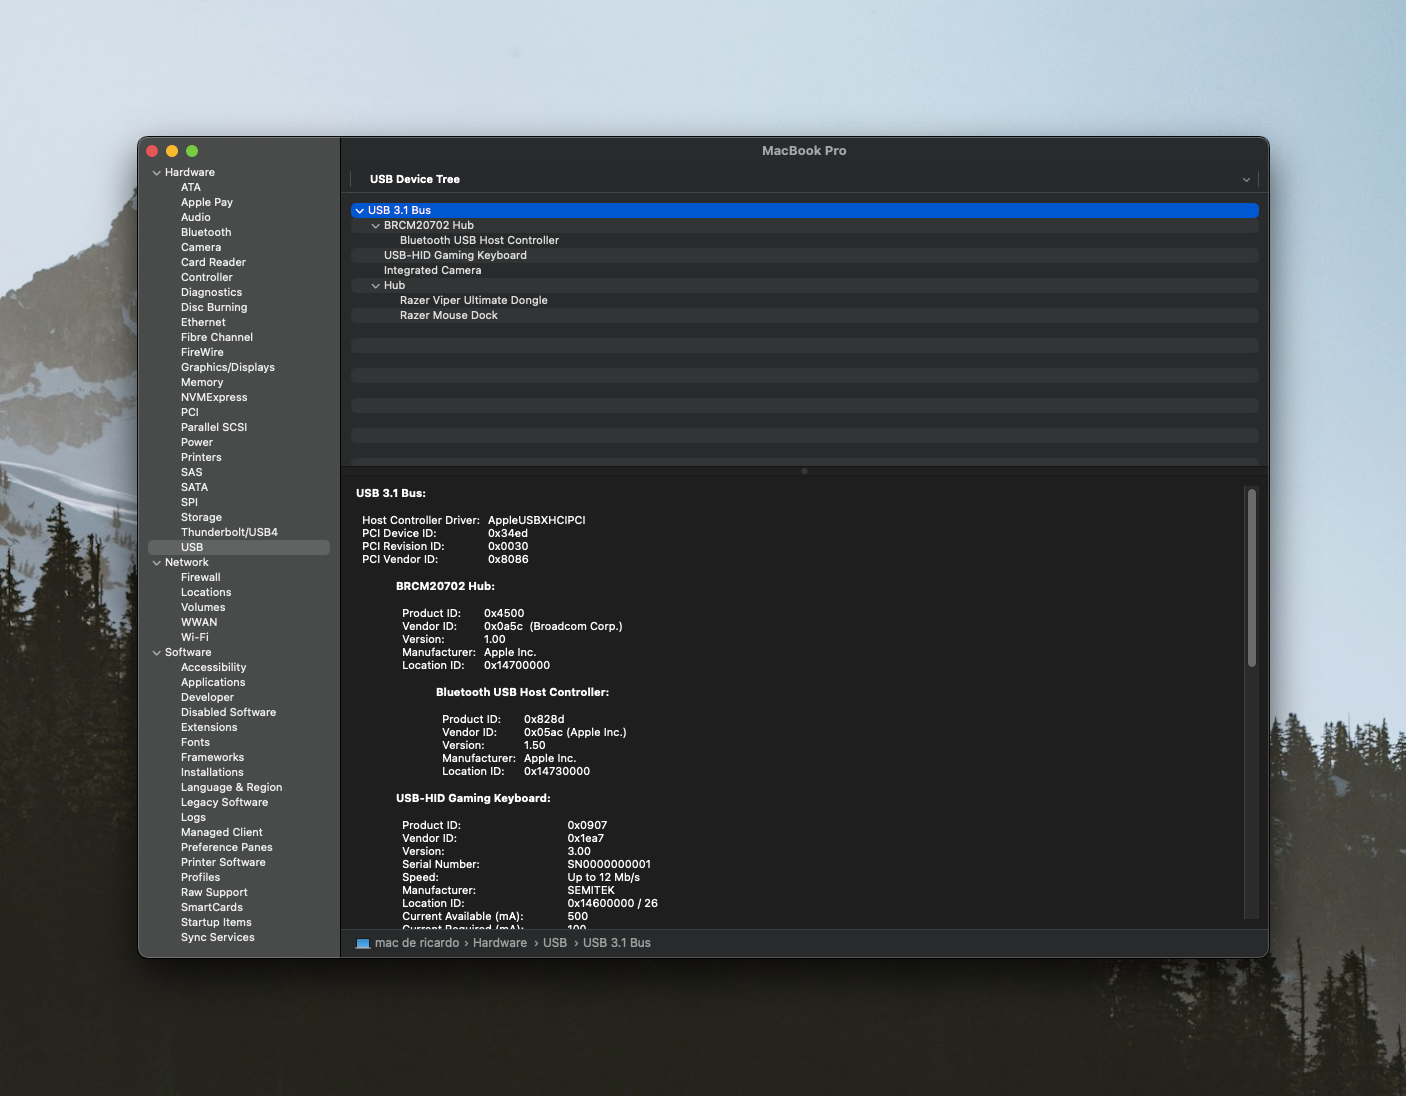 MacBook Pro
Hardware
ATA
Apple Pay
Audio
Bluetooth
Camera
Card Reader
Controller
Diagnostics
Disc Burning
Ethernet
Fibre Channel
FireWire
Graphics/Displays
Memory
NVMExpress
PCI
Parallel SCSI
Power
Printers
SAS
SATA
SPI
Storage
Thunderbolt/USB4
USB
Network
Firewall
Locations
Volumes
WWAN
Wi-Fi
Software
Accessibility
Applications
Developer
Disabled Software
Extensions
Fonts
Frameworks
Installations
Language & Region
Legacy Software
Logs
Managed Client
Preference Panes
Printer Software
Profiles
Raw Support
SmartCards
Startup Items
Sync Services
USB Device Tree
USB 3.1 Bus
BRCM20702 Hub
Bluetooth USB Host Controller
USB-HID Gaming Keyboard
Integrated Camera
Hub
Razer Viper Ultimate Dongle
Razer Mouse Dock
USB 3.1 Bus:
Host Controller Driver: AppleUSBXHCIPCI
PCI Device ID: 0x34ed
PCI Revision ID: 0x0030
PCI Vendor ID: 0x8086
BRCM20702 Hub:
Product ID: 0x4500
Vendor ID: 0x0a5c (Broadcom Corp.)
Version: 1.00
Manufacturer: Apple Inc.
Location ID: 0x14700000
Bluetooth USB Host Controller:
Product ID: 0x828d
Vendor ID: 0x05ac (Apple Inc.)
Version: 1.50
Manufacturer: Apple Inc.
Location ID: 0x14730000
USB-HID Gaming Keyboard:
Product ID: 0x0907
Vendor ID: 0x1ea7
Version: 3.00
Serial Number: SN0000000001
Speed: Up to 12 Mb/s
Manufacturer: SEMITEK
Location ID: 0x14600000 / 26
Current Available (mA): 500
Current Required (mA): 100
mac de ricardo › Hardware › USB › USB 3.1 Bus